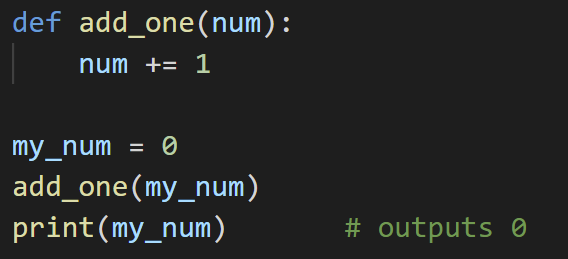 def add_one(num):
    num += 1

my_num = 0
add_one(my_num)
print(my_num)        # outputs 0